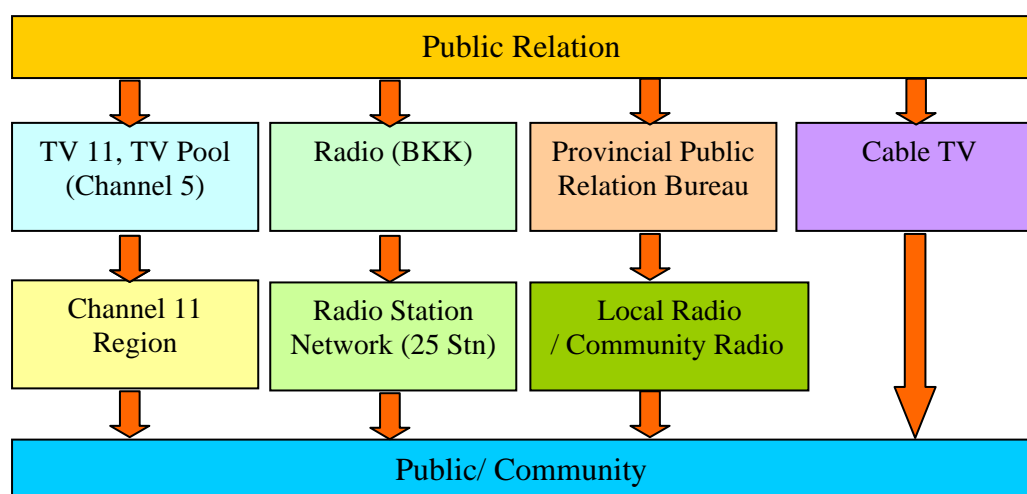 Public Relation
TV 11, TV Pool
(Channel 5)
Radio (BKK)
Provincial Public
Relation Bureau
Cable TV
Channel 11
Region
Radio Station
Network (25 Stn)
Local Radio
/ Community Radio
Public/ Community